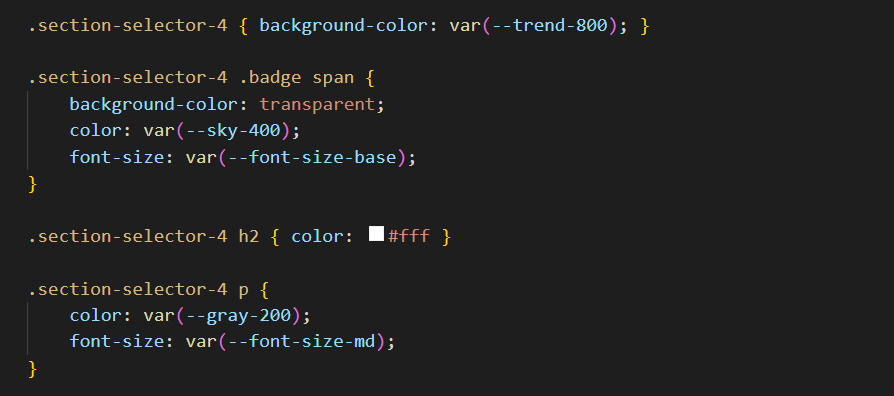 .section-selector-4 { background-color: var(--trend-800); }
.section-selector-4 .badge span {
background-color: transparent;
color: var(--sky-400);
font-size: var(--font-size-base);
}
.section-selector-4 h2 { color: #fff }
.section-selector-4 p {
color: var(--gray-200);
font-size: var(--font-size-md);
}